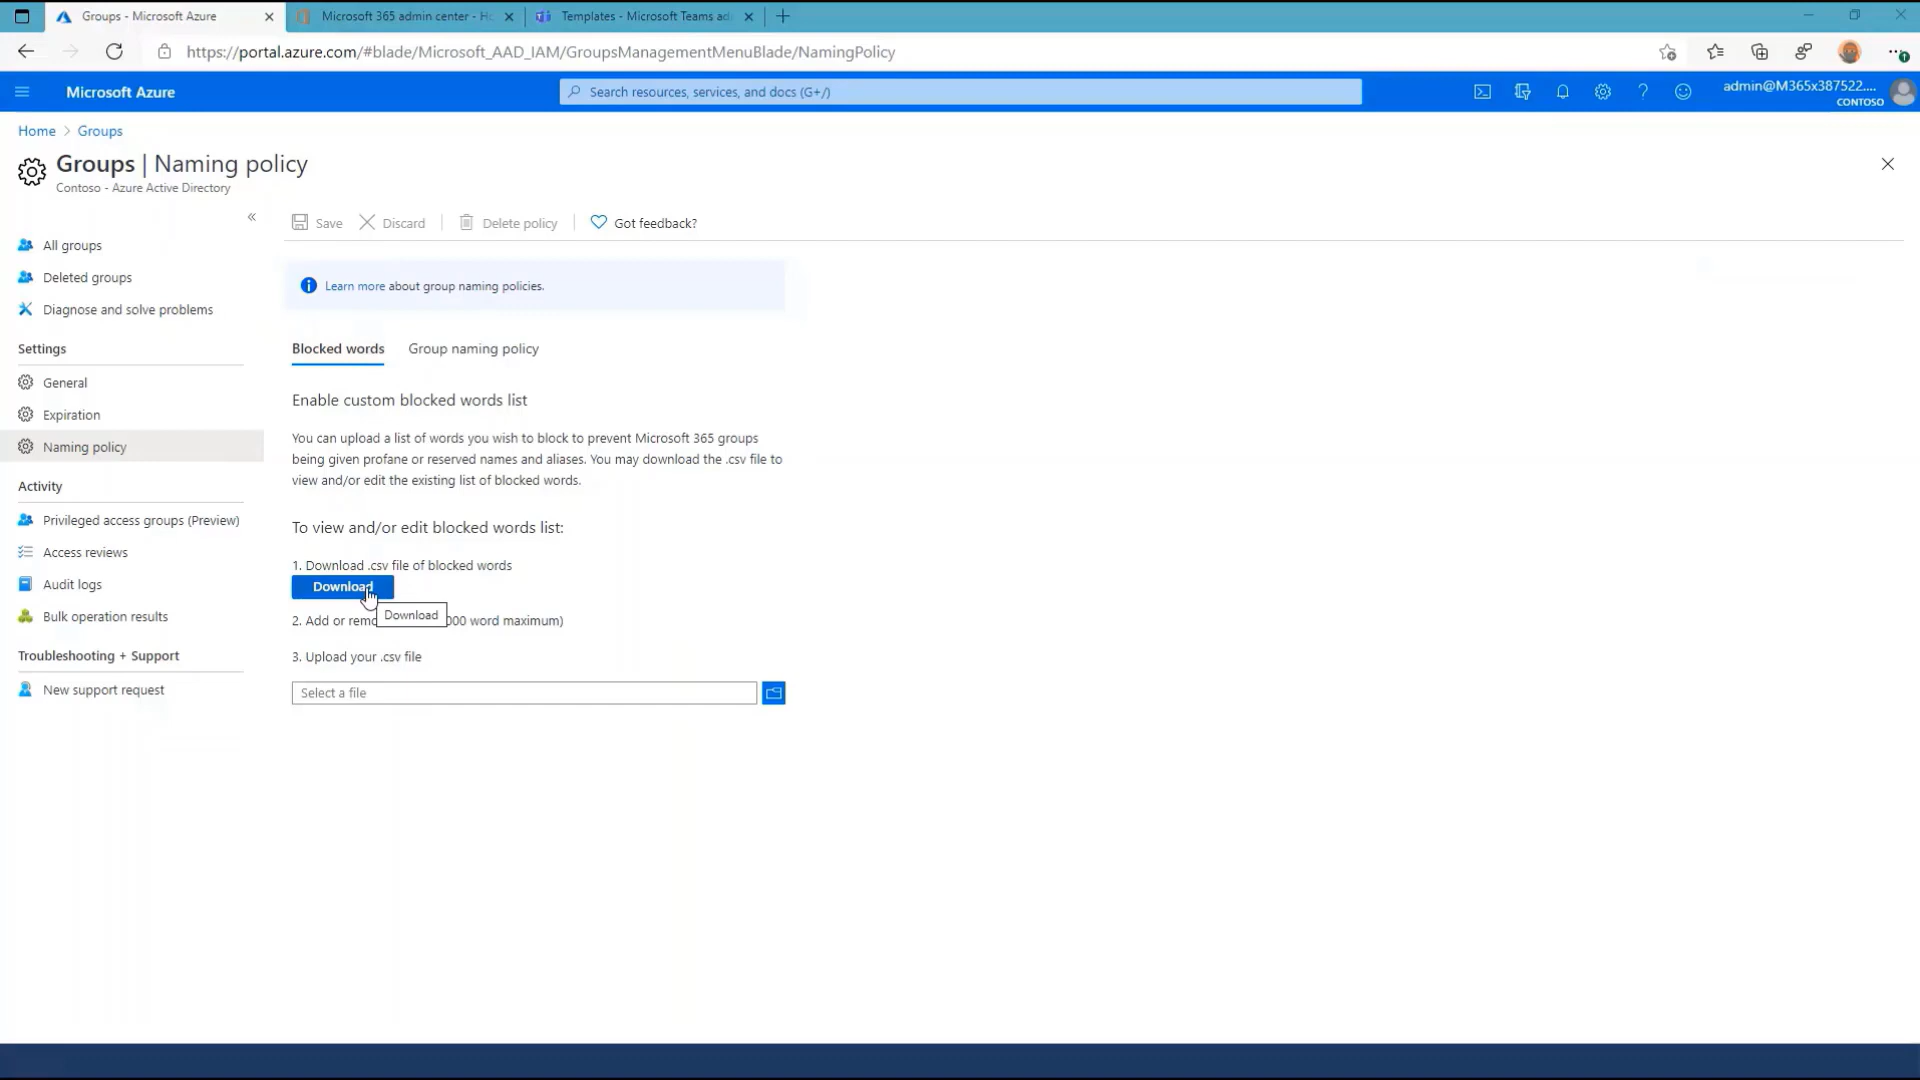 Groups - Microsoft Azure
Microsoft 365 admin center - Ho
Templates - Microsoft Teams ad
https://portal.azure.com/#blade/Microsoft_AAD_IAM/GroupsManagementMenuBlade/NamingPolicy
Microsoft Azure
Search resources, services, and docs (G+/)
admin@M365x387522....
CONTOSO
Home > Groups
Groups | Naming policy
Contoso - Azure Active Directory
Save
Discard
Delete policy
Got feedback?
All groups
Deleted groups
Diagnose and solve problems
Settings
General
Expiration
Naming policy
Activity
Privileged access groups (Preview)
Access reviews
Audit logs
Bulk operation results
Troubleshooting + Support
New support request
Learn more about group naming policies.
Blocked words
Group naming policy
Enable custom blocked words list
You can upload a list of words you wish to block to prevent Microsoft 365 groups
being given profane or reserved names and aliases. You may download the .csv file to
view and/or edit the existing list of blocked words.
To view and/or edit blocked words list:
1. Download .csv file of blocked words
Download
Download
2. Add or remo 000 word maximum)
3. Upload your .csv file
Select a file